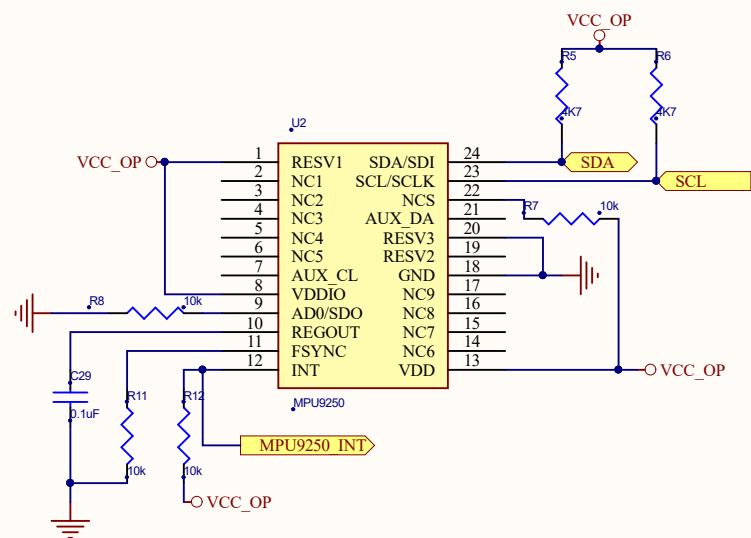 VCC_OP
R5
R6
4K7
4K7
U2
VCC_OP
1 RESV1 SDA/SDI 24 SDA
2 NC1 SCL/SCLK 23 SCL
3 NC2 NCS 22 R7 10k
4 NC3 AUX_DA 21
5 NC4 RESV3 20
6 NC5 RESV2 19
7 AUX_CL GND 18
8 VDDIO NC9 17
R8 10k 9 AD0/SDO NC8 16
10 REGOUT NC7 15
11 FSYNC NC6 14
12 INT VDD 13 VCC_OP
C29
0.1uF
R11
10k
R12
10k
MPU9250
MPU9250_INT
VCC_OP